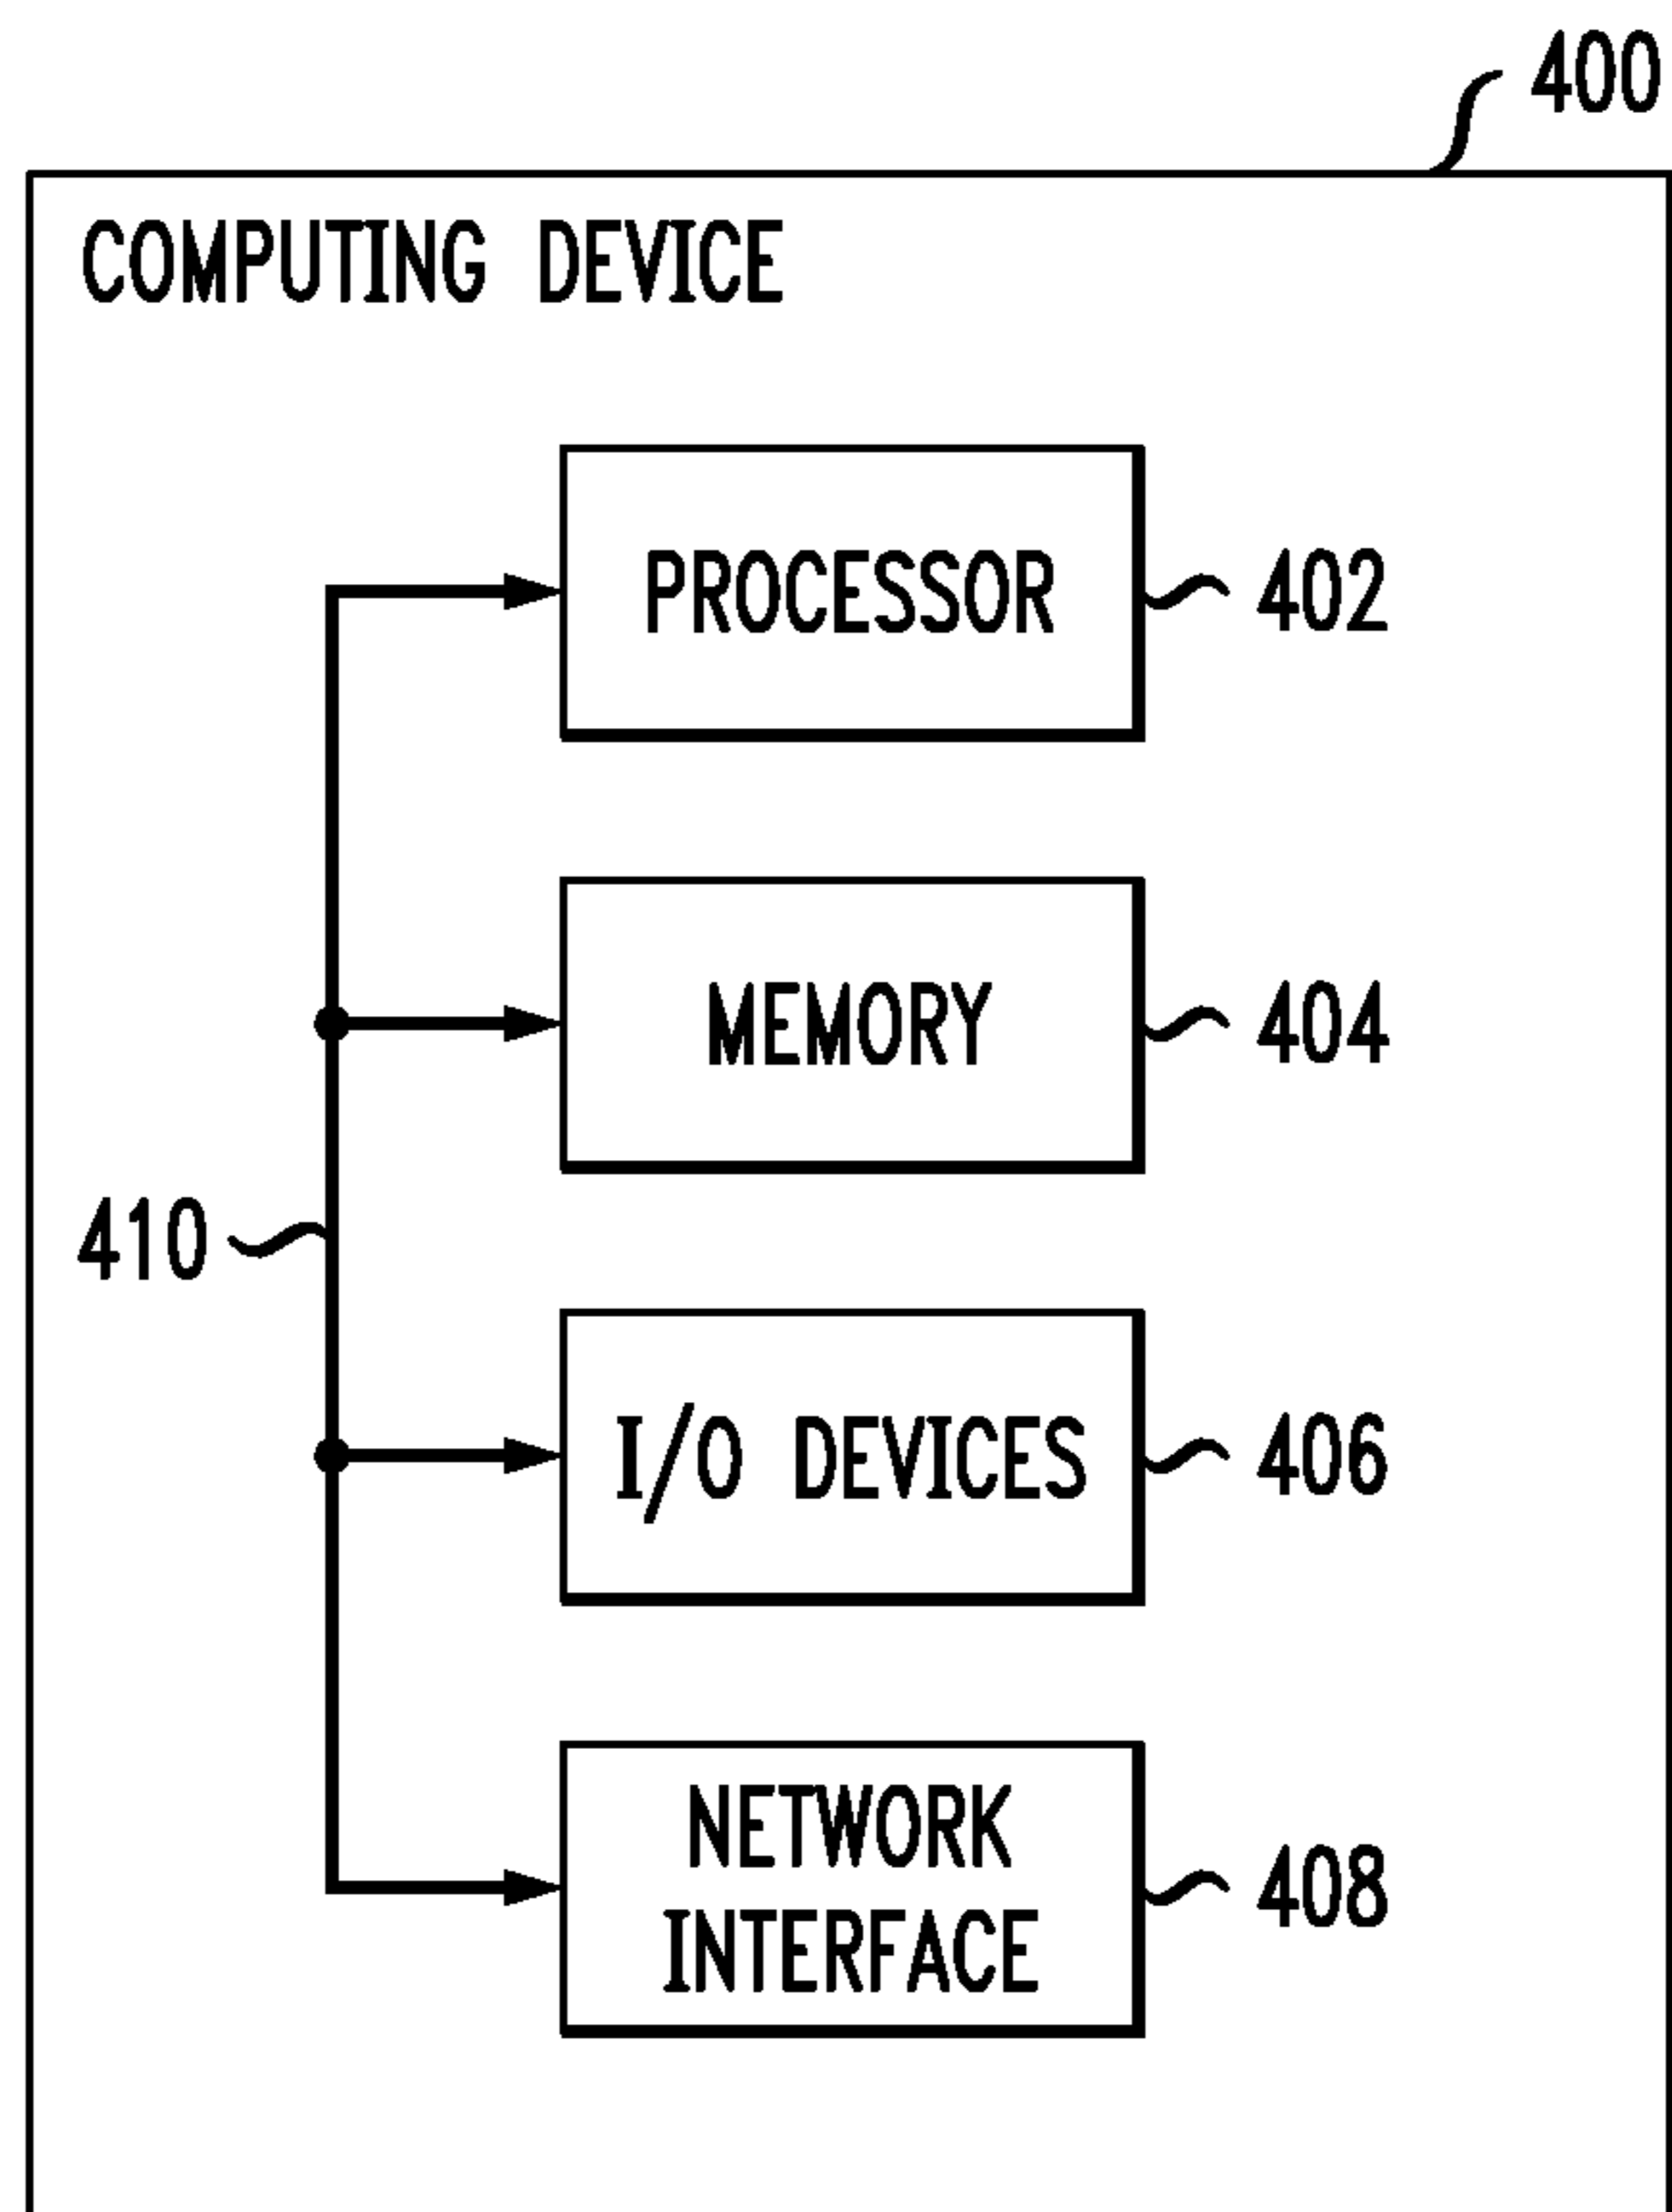 400
COMPUTING DEVICE
PROCESSOR
402
MEMORY
404
410
I/O DEVICES
406
NETWORK
INTERFACE
408